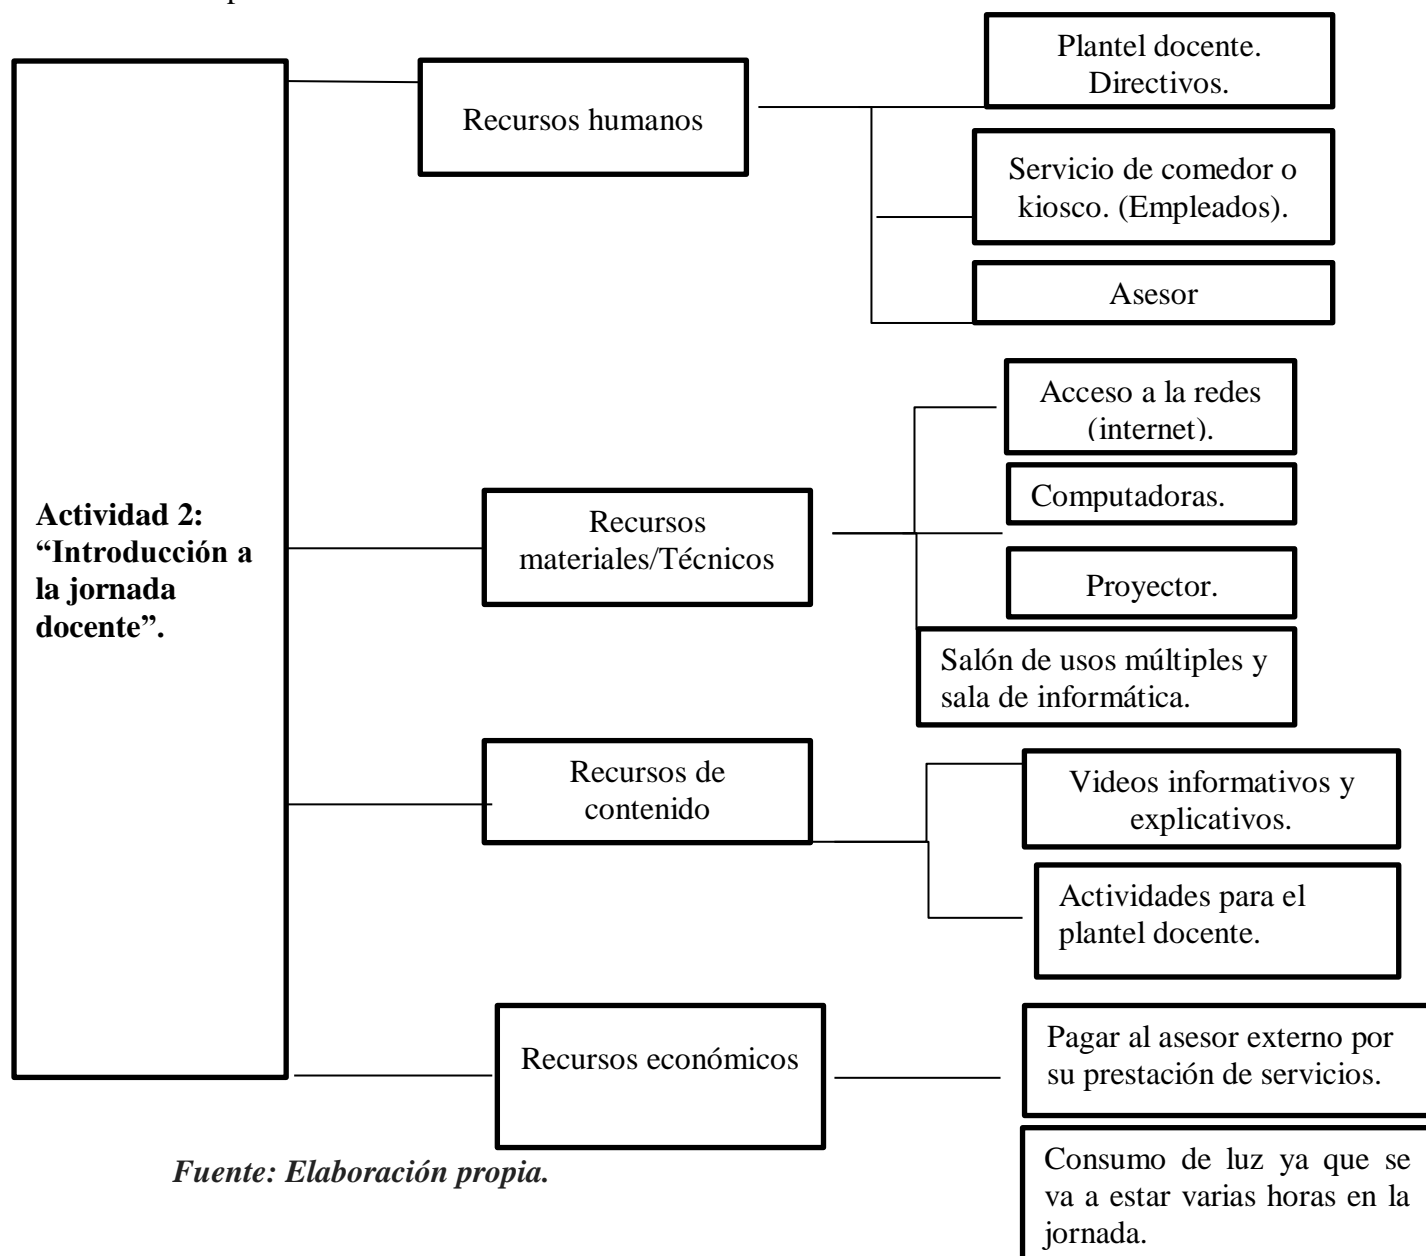 Actividad 2:
“Introducción a
la jornada
docente”.
Recursos humanos
Plantel docente.
Directivos.
Servicio de comedor o
kiosco. (Empleados).
Asesor
Recursos
materiales/Técnicos
Acceso a la redes
(internet).
Computadoras.
Proyector.
Salón de usos múltiples y
sala de informática.
Recursos de
contenido
Videos informativos y
explicativos.
Actividades para el
plantel docente.
Recursos económicos
Pagar al asesor externo por
su prestación de servicios.
Consumo de luz ya que se
va a estar varias horas en la
jornada.
Fuente: Elaboración propia.